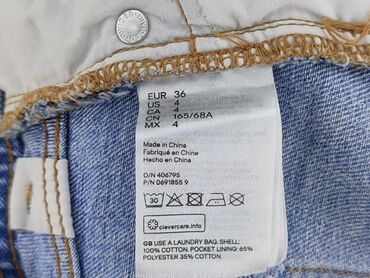 EUR 36
US 4
CA 4
CN 165/68A
MX 4
Made in China
Fabriqué en Chine
Hecho en China
O/N 406795
P/N 0691855 9
30
clevercare.info
GB USE A LAUNDRY BAG. SHELL:
100% COTTON. POCKET LINING: 65%
POLYESTER 35% COTTON.